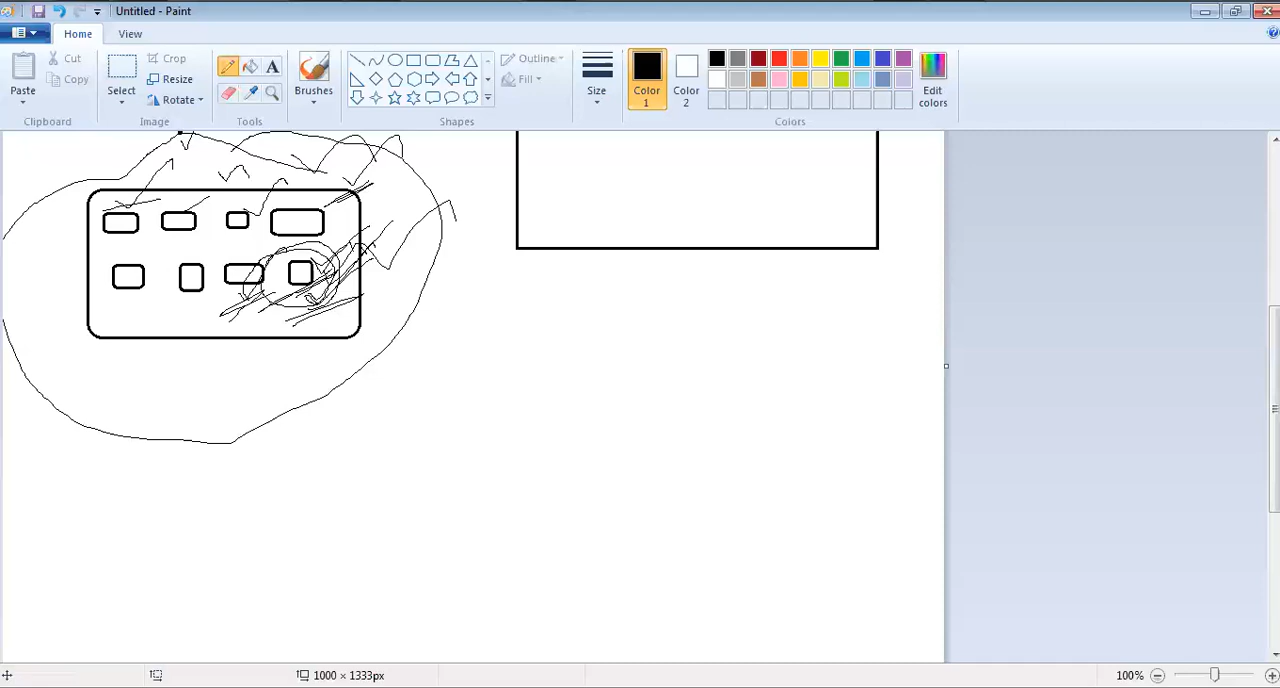 Untitled - Paint
Home View
Paste
Cut
Copy
Clipboard
Select
Crop
Resize
Rotate
Image
A
Tools
Brushes
Shapes
Outline
Fill
Size
Color 1
Color 2
Edit colors
Colors
1000 × 1333px
100%